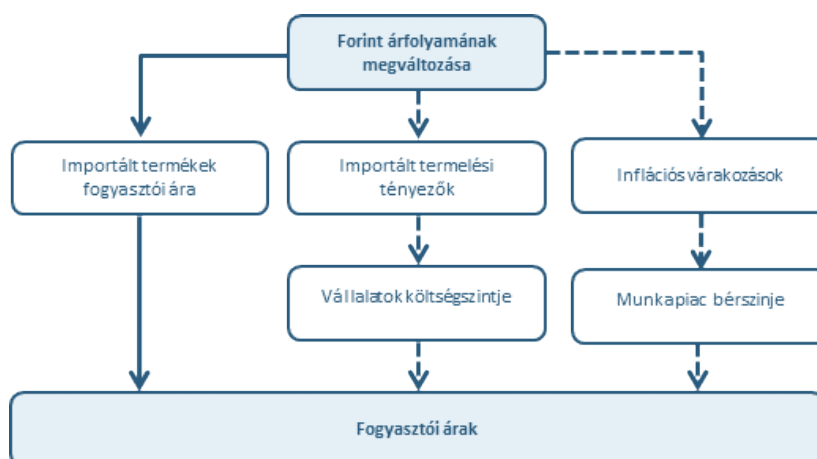 Forint árfolyamának
megváltozása
Importált termékek
fogyasztói ára
Importált termelési
tényezők
Inflációs várakozások
Vállalatok költségszintje
Munkapiac bérszinje
Fogyasztói árak